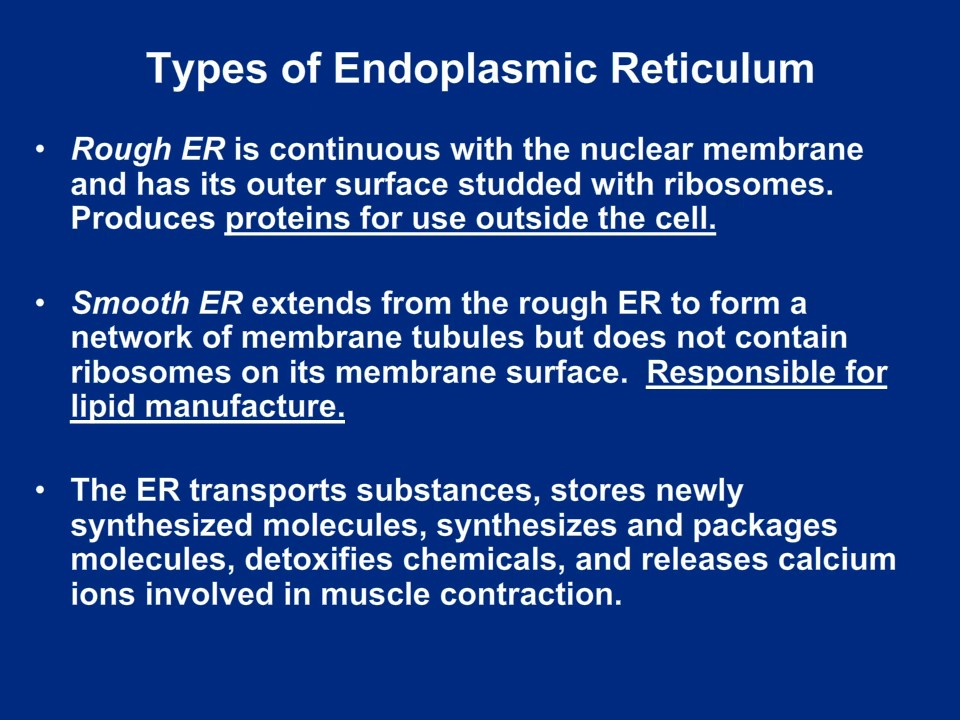 Types of Endoplasmic Reticulum
• Rough ER is continuous with the nuclear membrane
and has its outer surface studded with ribosomes.
Produces proteins for use outside the cell.
• Smooth ER extends from the rough ER to form a
network of membrane tubules but does not contain
ribosomes on its membrane surface.  Responsible for
lipid manufacture.
• The ER transports substances, stores newly
synthesized molecules, synthesizes and packages
molecules, detoxifies chemicals, and releases calcium
ions involved in muscle contraction.